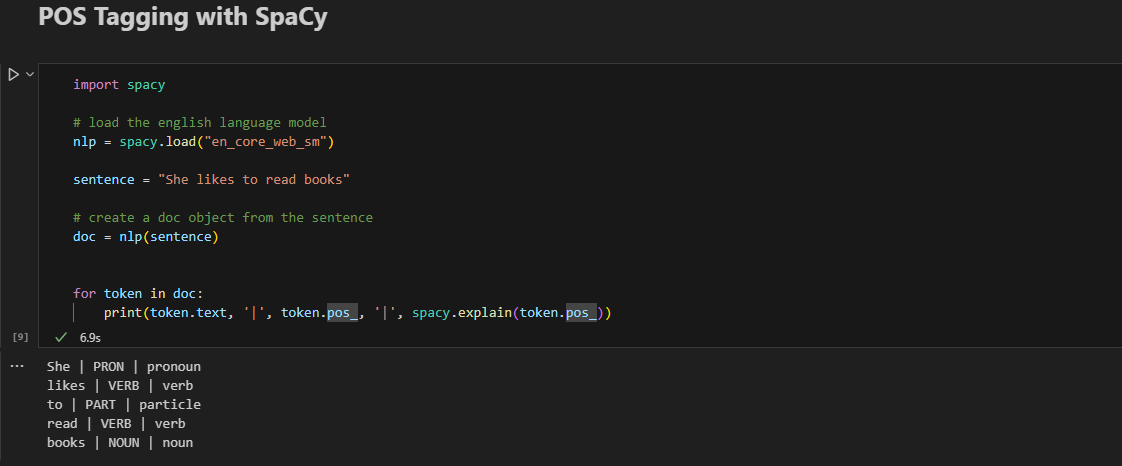 POS Tagging with SpaCy
import spacy
# load the english language model
nlp = spacy.load("en_core_web_sm")
sentence = "She likes to read books"
# create a doc object from the sentence
doc = nlp(sentence)
for token in doc:
    print(token.text, '|', token.pos_, '|', spacy.explain(token.pos_))
[9]
6.9s
...
She | PRON | pronoun
likes | VERB | verb
to | PART | particle
read | VERB | verb
books | NOUN | noun